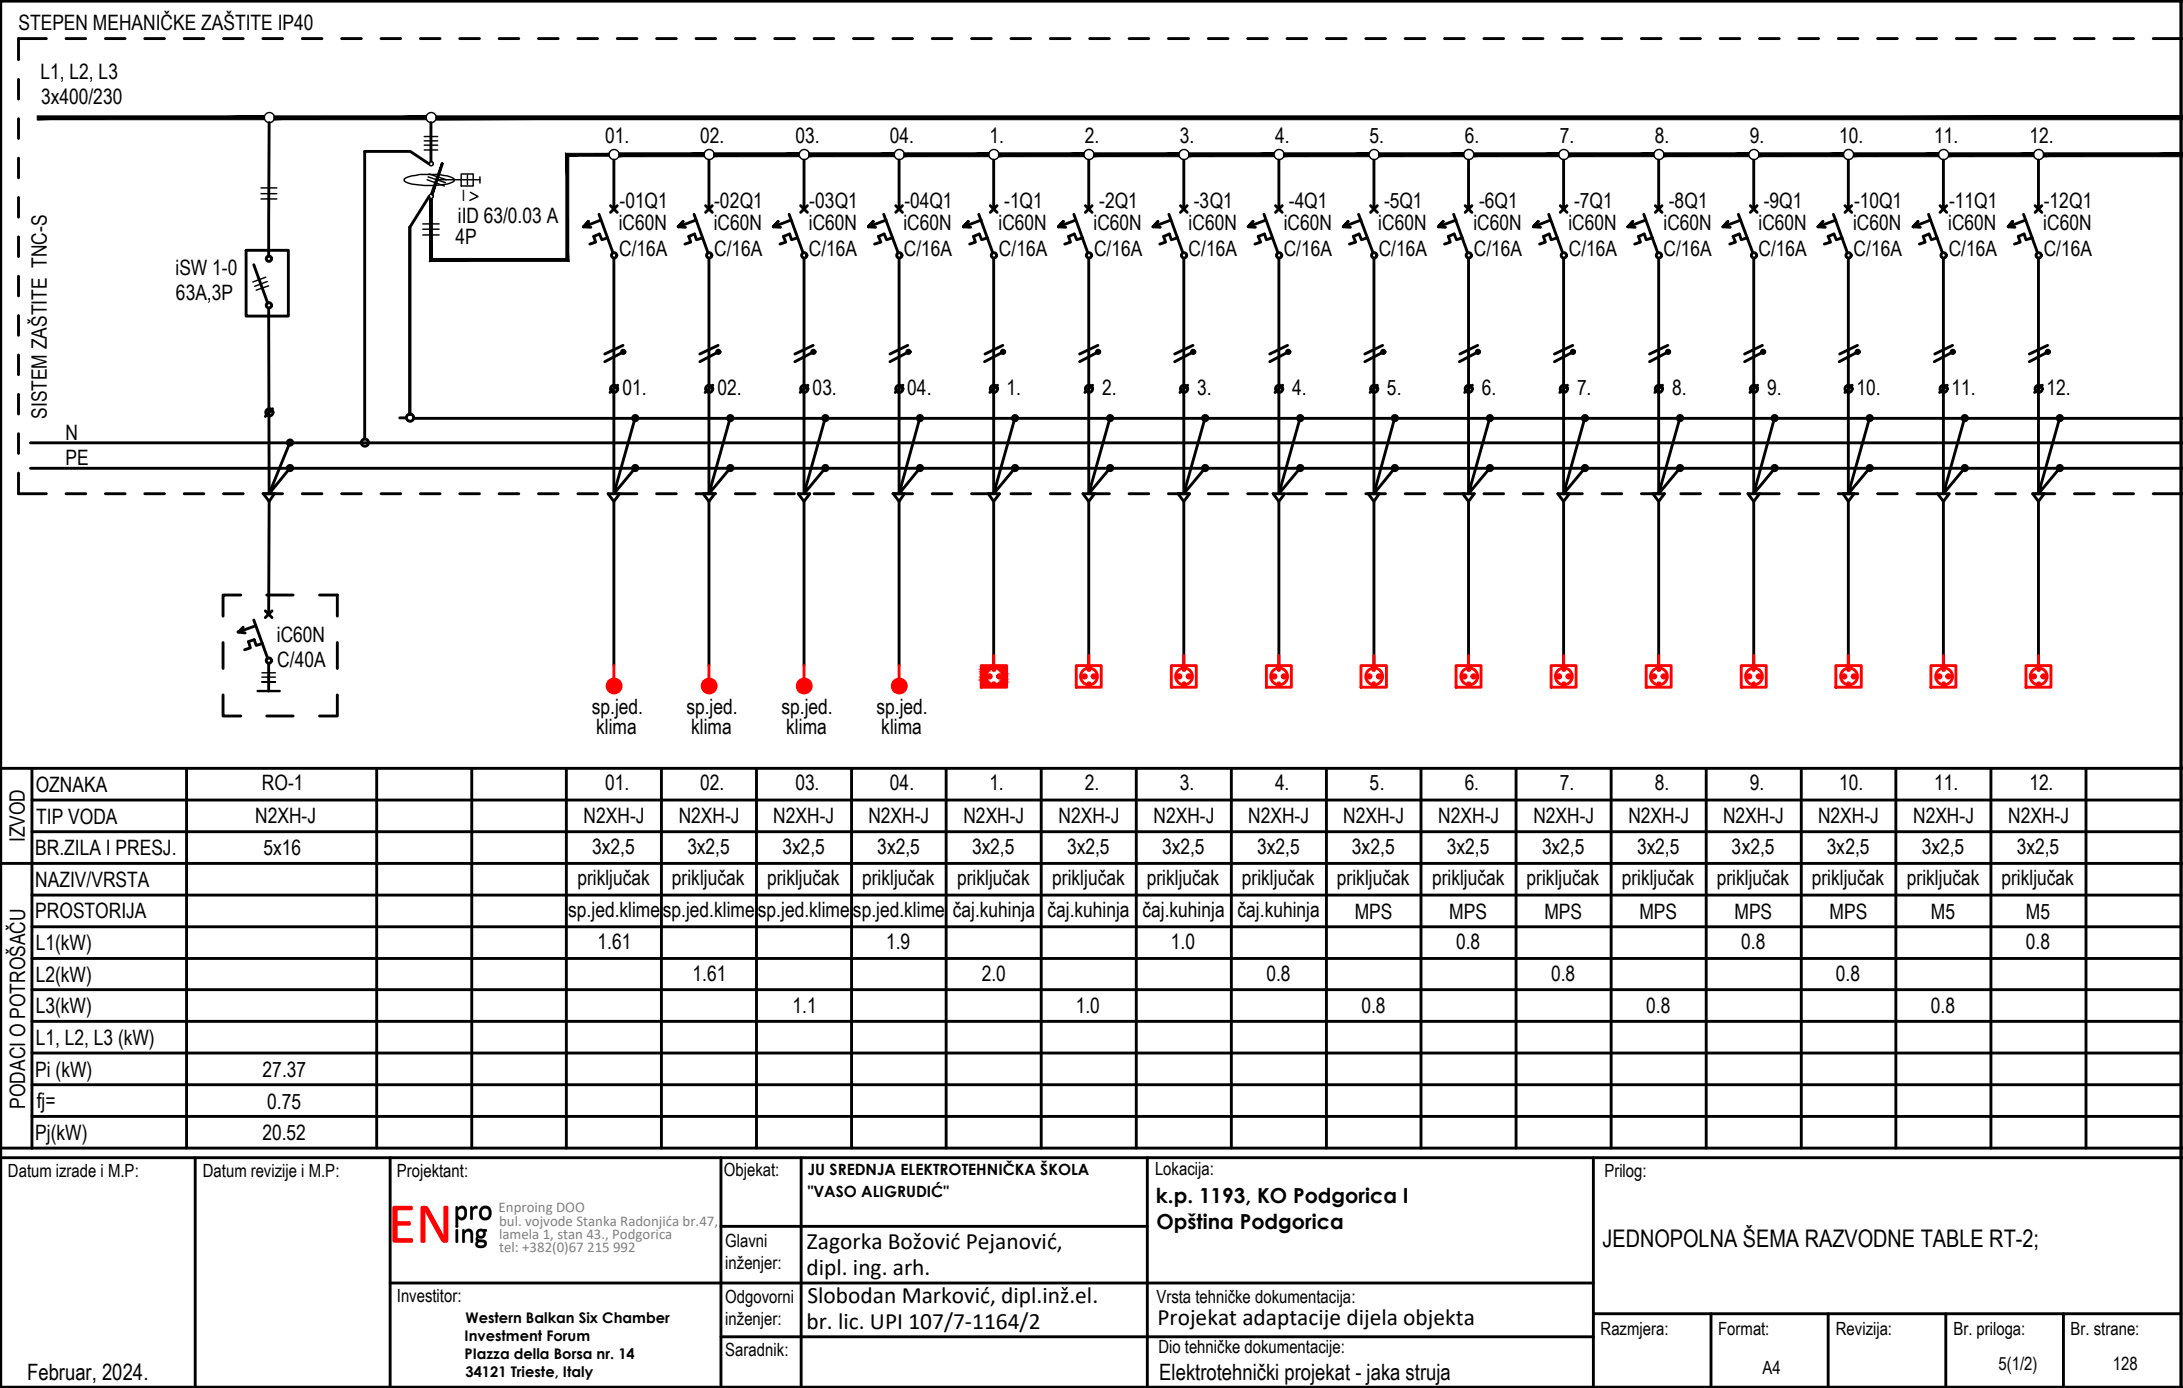 STEPEN MEHANIČKE ZAŠTITE IP40
L1, L2, L3
3x400/230
SISTEM ZAŠTITE TNC-S
01. 02. 03. 04. 1. 2. 3. 4. 5. 6. 7. 8. 9. 10. 11. 12.
iID 63/0.03 A
4P
I>
-01Q1 -02Q1 -03Q1 -04Q1 -1Q1 -2Q1 -3Q1 -4Q1 -5Q1 -6Q1 -7Q1 -8Q1 -9Q1 -10Q1 -11Q1 -12Q1
iC60N iC60N iC60N iC60N iC60N iC60N iC60N iC60N iC60N iC60N iC60N iC60N iC60N iC60N iC60N iC60N
C/16A C/16A C/16A C/16A C/16A C/16A C/16A C/16A C/16A C/16A C/16A C/16A C/16A C/16A C/16A C/16A
iSW 1-0
63A,3P
01. 02. 03. 04. 1. 2. 3. 4. 5. 6. 7. 8. 9. 10. 11. 12.
N
PE
iC60N
C/40A
sp.jed. sp.jed. sp.jed. sp.jed.
klima klima klima klima
IZVOD
OZNAKA RO-1 01. 02. 03. 04. 1. 2. 3. 4. 5. 6. 7. 8. 9. 10. 11. 12.
TIP VODA N2XH-J N2XH-J N2XH-J N2XH-J N2XH-J N2XH-J N2XH-J N2XH-J N2XH-J N2XH-J N2XH-J N2XH-J N2XH-J N2XH-J N2XH-J N2XH-J N2XH-J
BR.ZILA I PRESJ. 5x16 3x2,5 3x2,5 3x2,5 3x2,5 3x2,5 3x2,5 3x2,5 3x2,5 3x2,5 3x2,5 3x2,5 3x2,5 3x2,5 3x2,5 3x2,5 3x2,5
PODACI O POTROŠAČU
NAZIV/VRSTA priključak priključak priključak priključak priključak priključak priključak priključak priključak priključak priključak priključak priključak priključak priključak priključak
PROSTORIJA sp.jed.klime sp.jed.klime sp.jed.klime sp.jed.klime čaj.kuhinja čaj.kuhinja čaj.kuhinja čaj.kuhinja MPS MPS MPS MPS MPS MPS M5 M5
L1(kW) 1.61 1.9 1.0 0.8 0.8 0.8
L2(kW) 1.61 2.0 0.8 0.8 0.8
L3(kW) 1.1 1.0 0.8 0.8 0.8
L1, L2, L3 (kW)
Pi (kW) 27.37
fj= 0.75
Pj(kW) 20.52
Datum izrade i M.P:
Februar, 2024.
Datum revizije i M.P:
Projektant:
ENpro
ing
Enproing DOO
bul. vojvode Stanka Radonjića br.47,
lamela 1, stan 43., Podgorica
tel: +382(0)67 215 992
Investitor:
Western Balkan Six Chamber
Investment Forum
Plazza della Borsa nr. 14
34121 Trieste, Italy
Objekat: JU SREDNJA ELEKTROTEHNIČKA ŠKOLA
"VASO ALIGRUDIĆ"
Glavni
inženjer:
Zagorka Božović Pejanović,
dipl. ing. arh.
Odgovorni
inženjer:
Slobodan Marković, dipl.inž.el.
br. lic. UPI 107/7-1164/2
Saradnik:
Lokacija:
k.p. 1193, KO Podgorica I
Opština Podgorica
Vrsta tehničke dokumentacija:
Projekat adaptacije dijela objekta
Dio tehničke dokumentacije:
Elektrotehnički projekat - jaka struja
Prilog:
JEDNOPOLNA ŠEMA RAZVODNE TABLE RT-2;
Razmjera:
Format:
A4
Revizija:
Br. priloga:
5(1/2)
Br. strane:
128